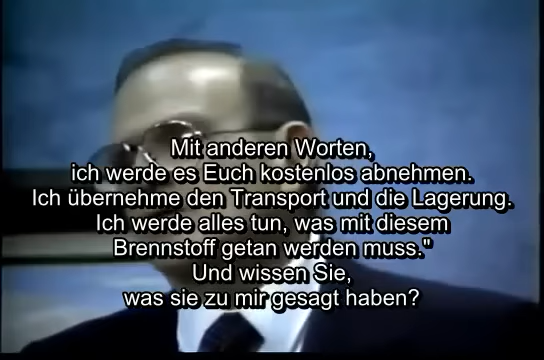 Mit anderen Worten,
ich werde es Euch kostenlos abnehmen.
Ich übernehme den Transport und die Lagerung.
Ich werde alles tun, was mit diesem
Brennstoff getan werden muss."
Und wissen Sie,
was sie zu mir gesagt haben?